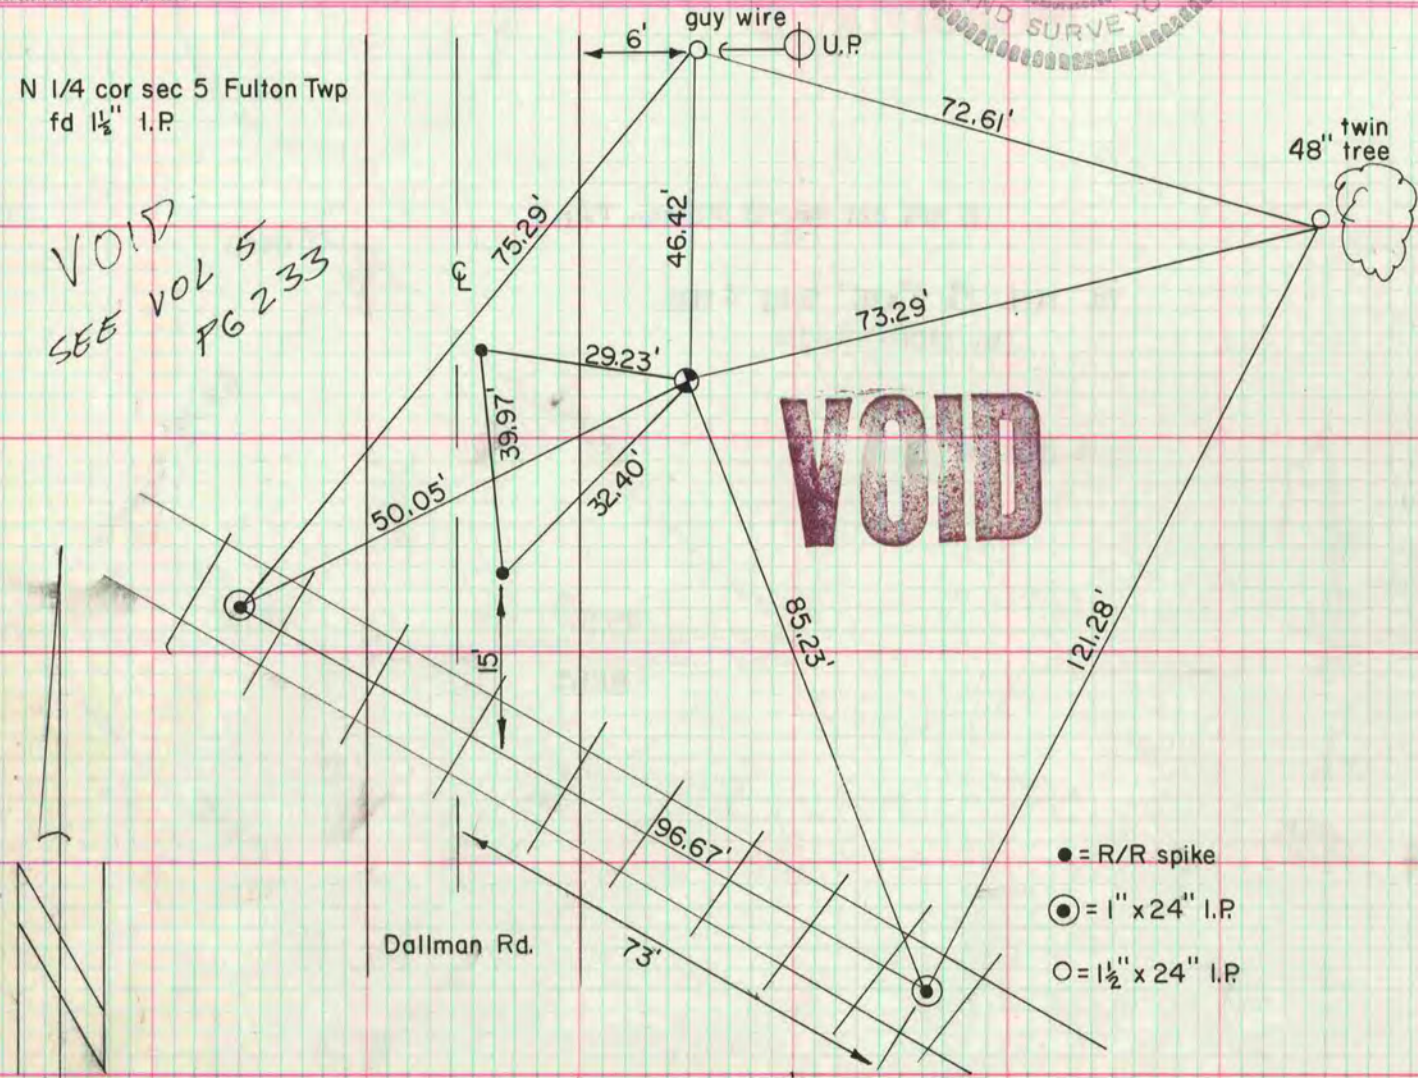 ND SURVEYO
guy wire
6'
U.P.
N 1/4 cor sec 5 Fulton Twp
fd 1½" I.P.
72.61'
48" twin
tree
VOID
SEE VOL 5
PG 233
75.29'
46.42'
℄
73.29'
29.23'
39.97'
VOID
50.05'
32.40'
85.23'
121.28'
15'
96.67'
● = R/R spike
= 1" x 24" I.P.
Dallman Rd.
73'
○ = 1½" x 24" I.P.
N